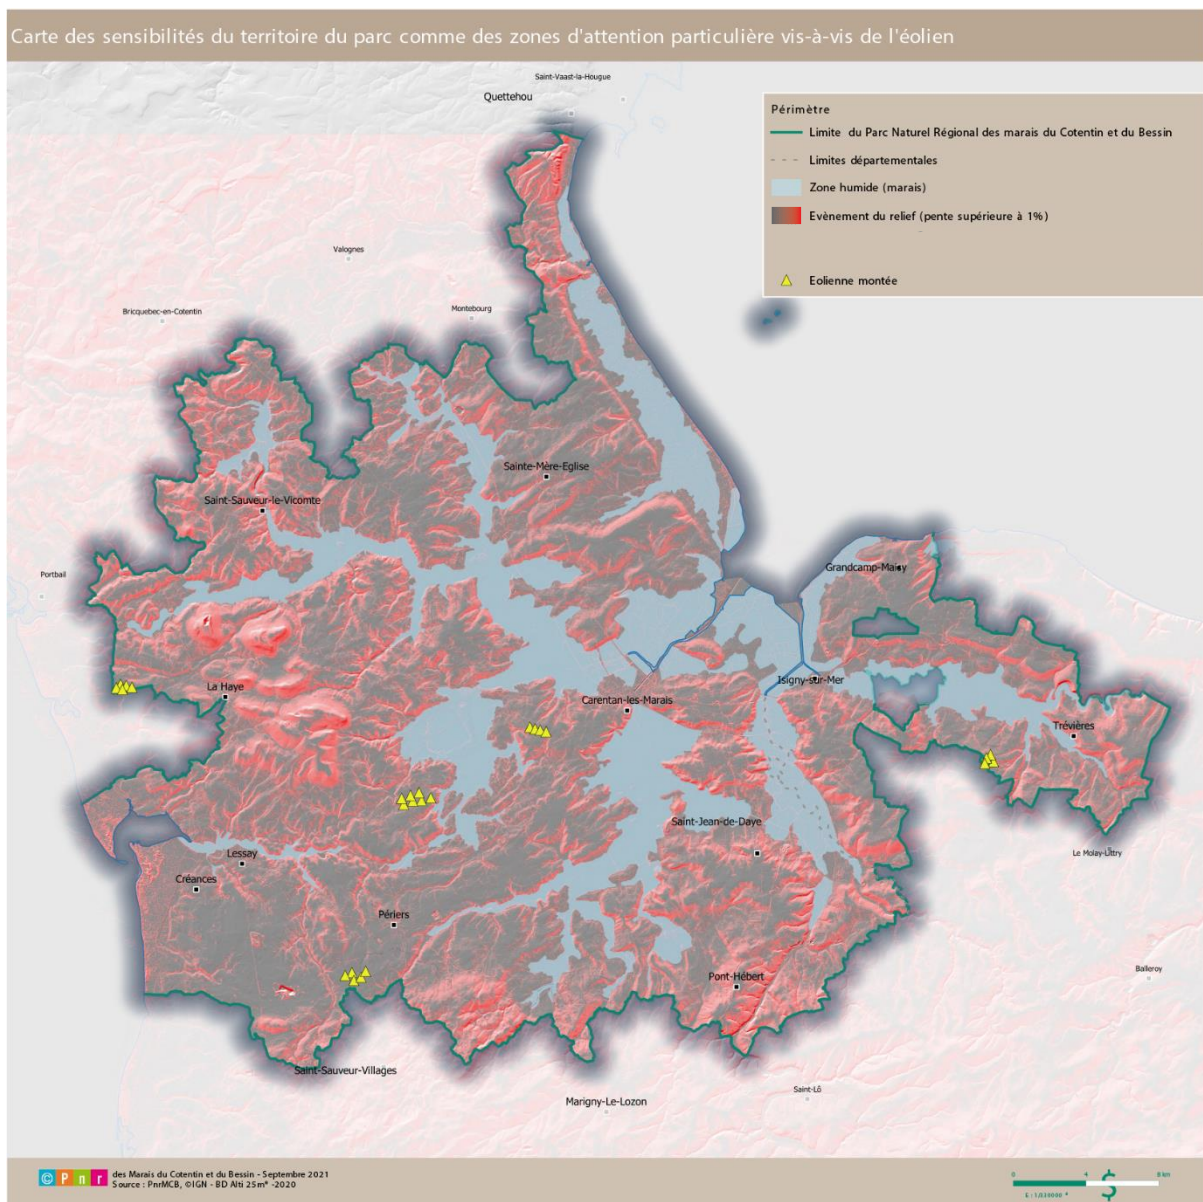 Carte des sensibilités du territoire du parc comme des zones d'attention particulière vis-à-vis de l'éolien
Saint-Vaast-la-Hougue
Quettehou
Périmètre
Limite du Parc Naturel Régional des marais du Cotentin et du Bessin
Limites départementales
Zone humide (marais)
Evènement du relief (pente supérieure à 1%)
Eolienne montée
Valognes
Bricquebec-en-Cotentin
Montebourg
Sainte-Mère-Eglise
Saint-Sauveur-le-Vicomte
Portbail
Grandcamp-Maisy
La Haye
Isigny-sur-Mer
Carentan-les-Marais
Trévières
Saint-Jean-de-Daye
Le Molay-Littry
Lessay
Créances
Périers
Pont-Hébert
Balleroy
Saint-Sauveur-Villages
Saint-Lô
Marigny-Le-Lozon
© P n r
des Marais du Cotentin et du Bessin - Septembre 2021
Source : PnrMCB, ©IGN - BD Alti 25m® -2020
0 4 8 km